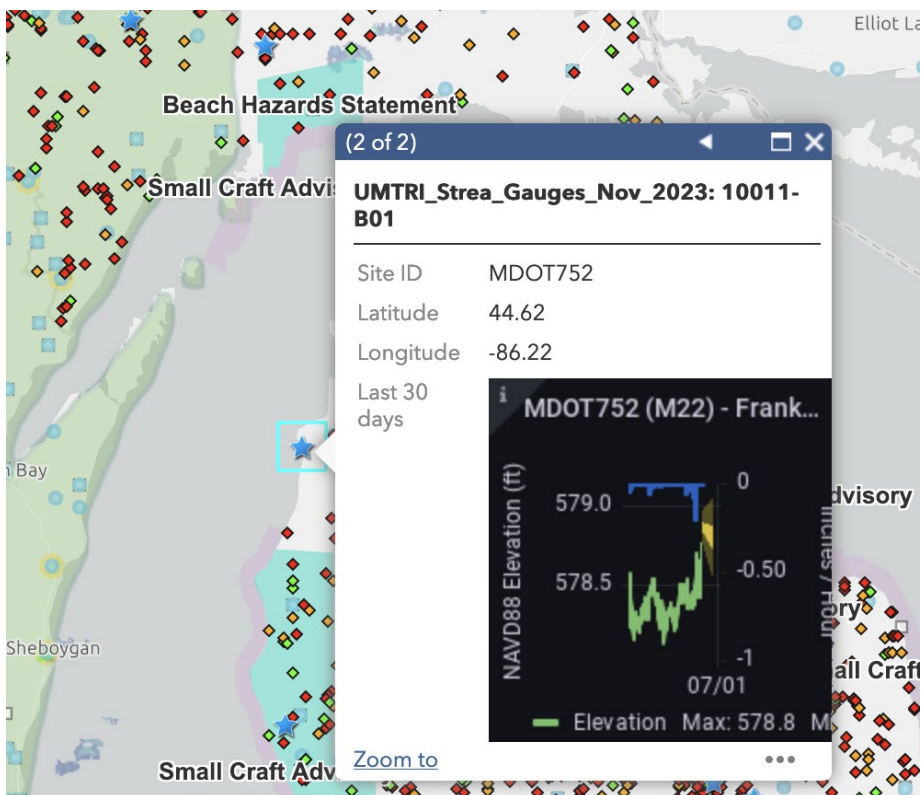 Elliot La
Beach Hazards Statement
(2 of 2)
Small Craft Advis
UMTRI_Strea_Gauges_Nov_2023: 10011-
B01
Site ID MDOT752
Latitude 44.62
Longitude -86.22
Last 30
days
i
MDOT752 (M22) - Frank...
NAVD88 Elevation (ft)
579.0
578.5
0
-0.50
-1
Inches / Hour
07/01
Elevation Max: 578.8 M
Bay
dvisory
ory
all Craft
Sheboygan
Small Craft Adv
Zoom to